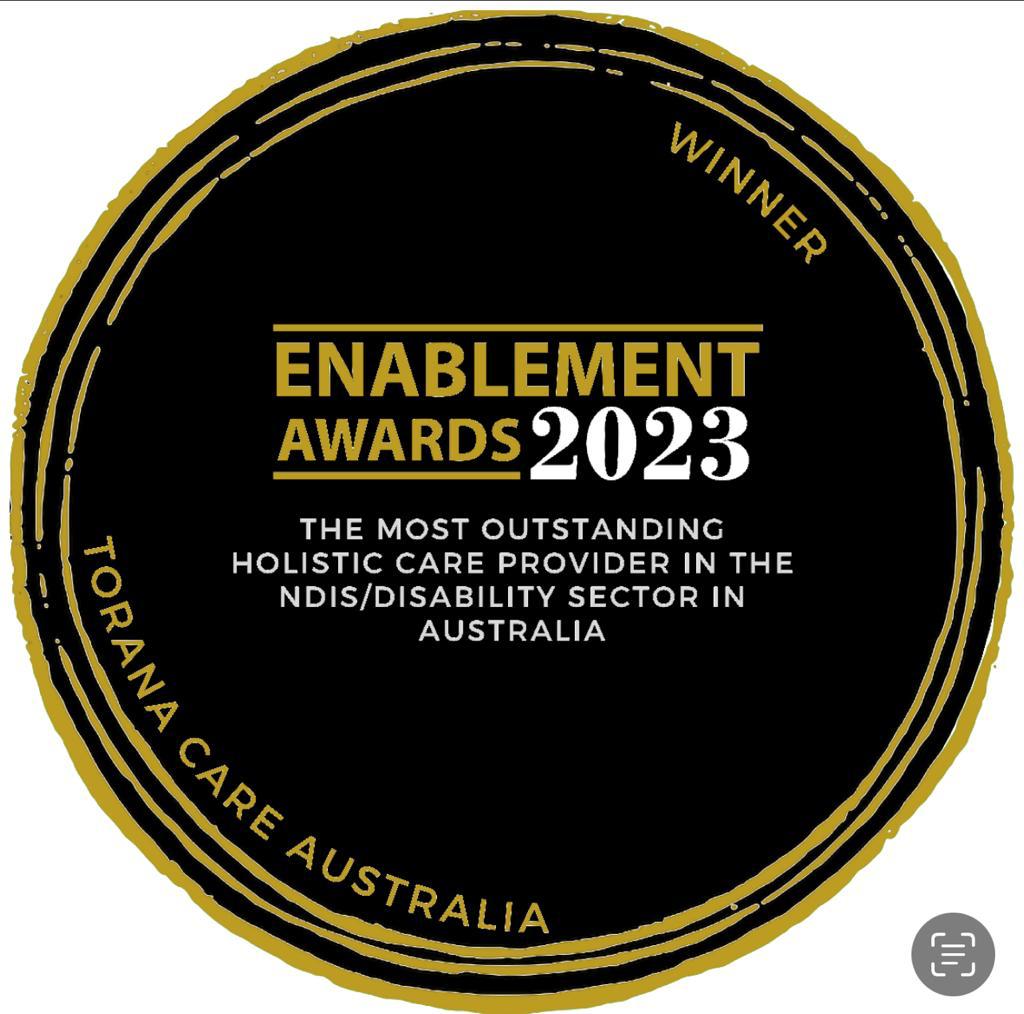 WINNER
ENABLEMENT
AWARDS 2023
THE MOST OUTSTANDING
HOLISTIC CARE PROVIDER IN THE
NDIS/DISABILITY SECTOR IN
AUSTRALIA
TORANA CARE AUSTRALIA